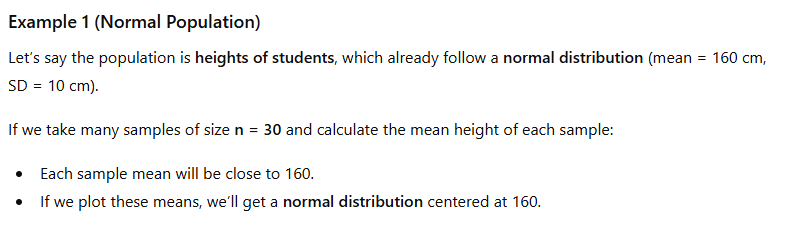 Example 1 (Normal Population)
Let’s say the population is heights of students, which already follow a normal distribution (mean = 160 cm,
SD = 10 cm).
If we take many samples of size n = 30 and calculate the mean height of each sample:
• Each sample mean will be close to 160.
• If we plot these means, we’ll get a normal distribution centered at 160.